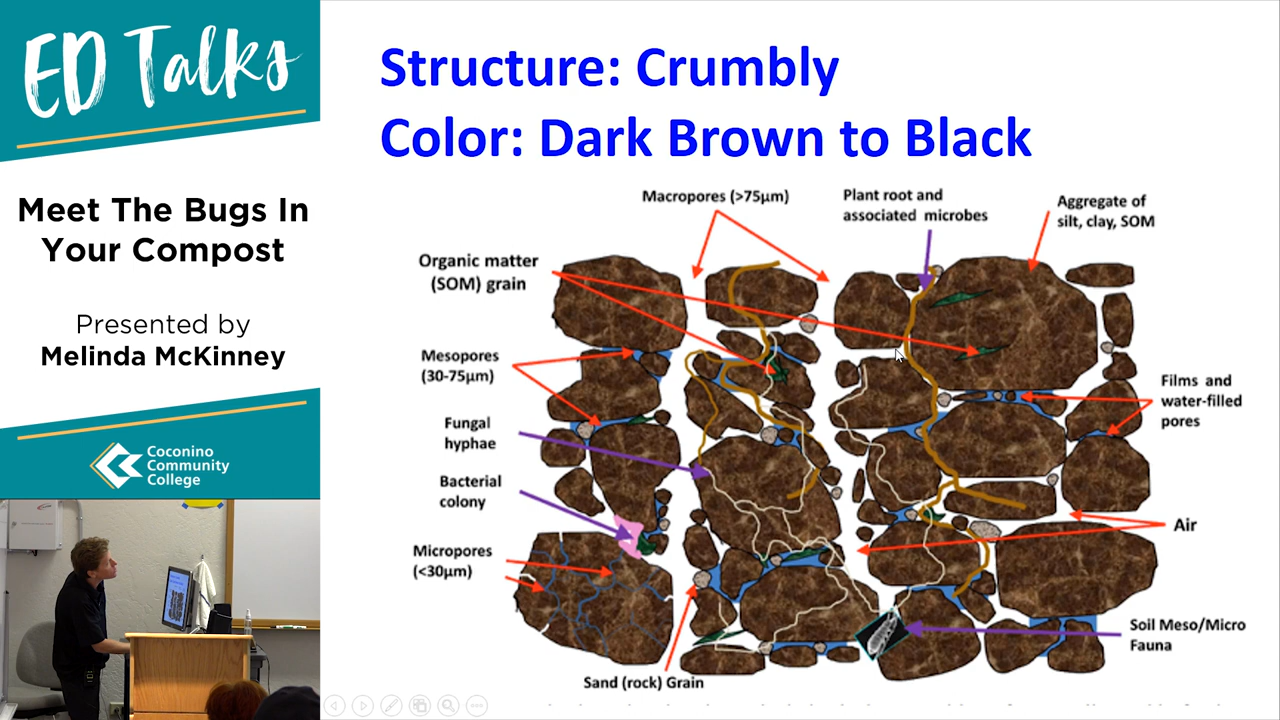 ED Talks
Meet The Bugs In
Your Compost
Presented by
Melinda McKinney
Coconino
Community
College
Structure: Crumbly
Color: Dark Brown to Black
Macropores (>75µm)
Plant root and
associated microbes
Aggregate of
silt, clay, SOM
Organic matter
(SOM) grain
Mesopores
(30-75µm)
Films and
water-filled
pores
Fungal
hyphae
Bacterial
colony
Air
Micropores
(<30µm)
Soil Meso/Micro
Fauna
Sand (rock) Grain